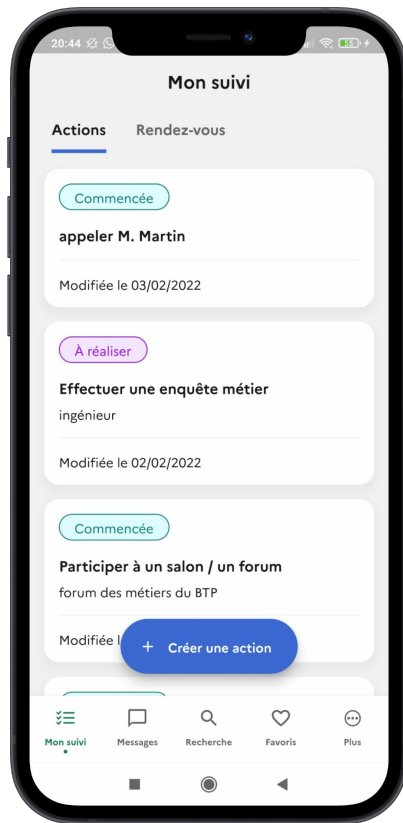 20:44
Mon suivi
Actions Rendez-vous
Commencée
appeler M. Martin
Modifiée le 03/02/2022
À réaliser
Effectuer une enquête métier
ingénieur
Modifiée le 02/02/2022
Commencée
Participer à un salon / un forum
forum des métiers du BTP
Modifiée l
+ Créer une action
Mon suivi Messages Recherche Favoris Plus